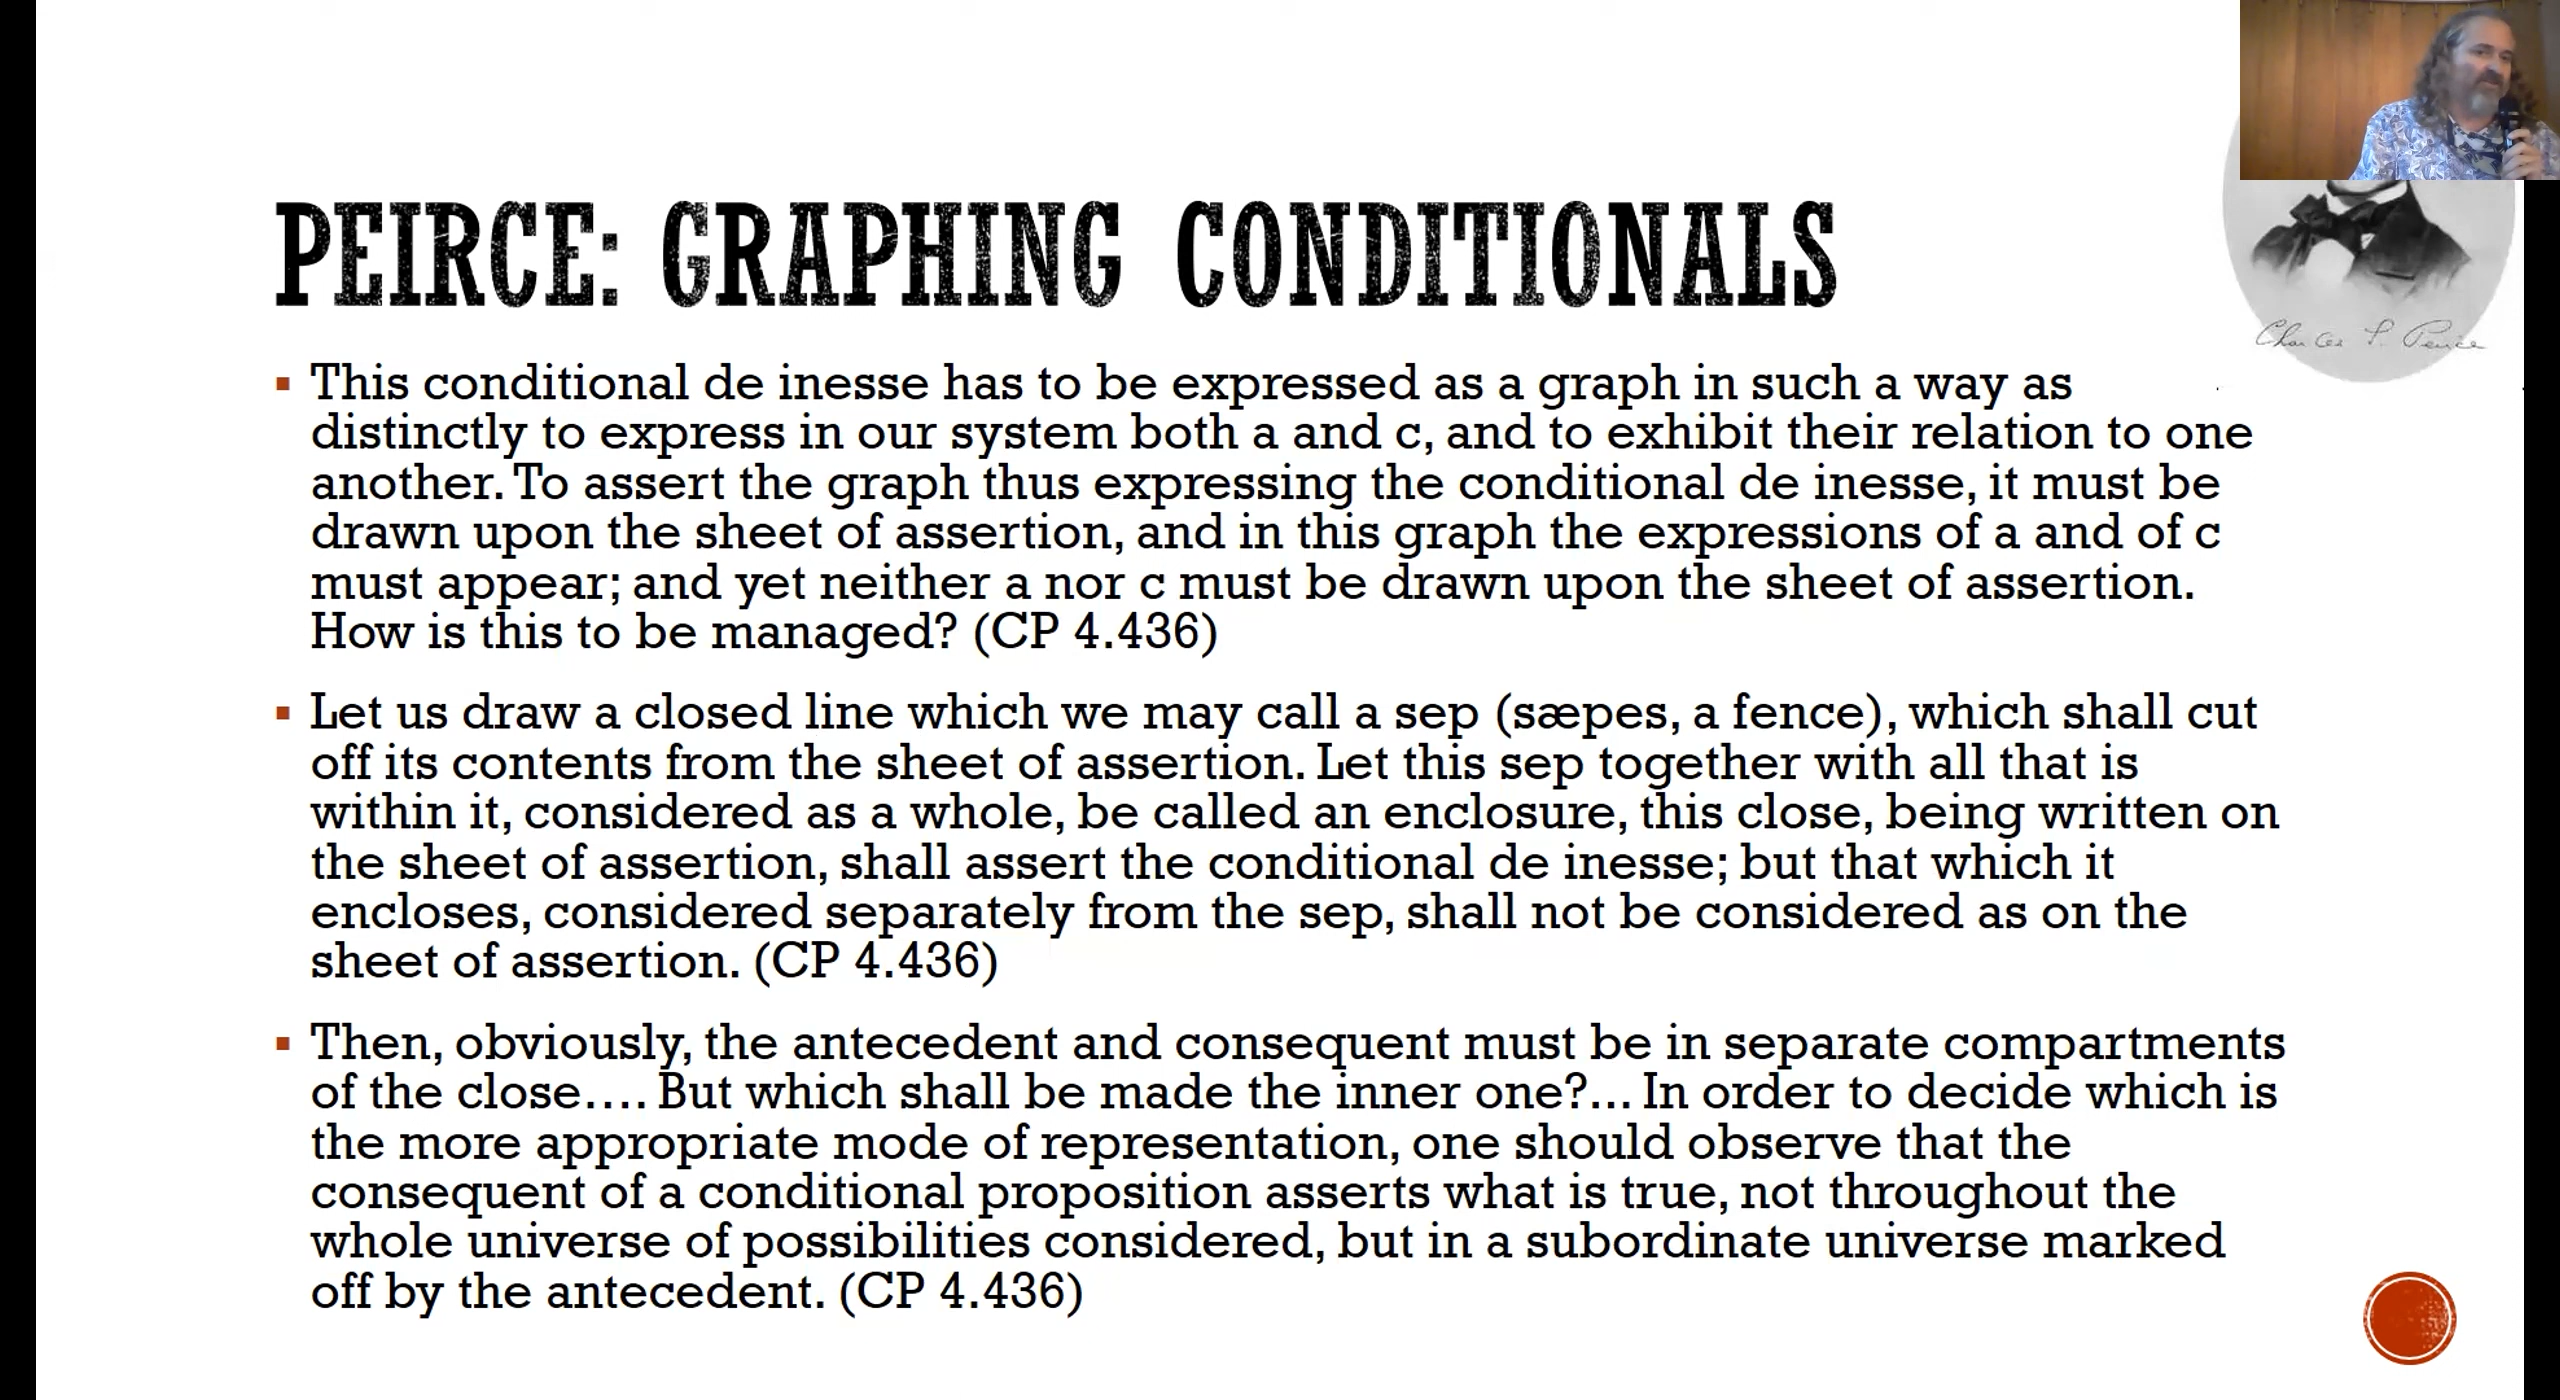 PEIRCE: GRAPHING CONDITIONALS
Charles S. Peirce
▪ This conditional de inesse has to be expressed as a graph in such a way as
distinctly to express in our system both a and c, and to exhibit their relation to one
another. To assert the graph thus expressing the conditional de inesse, it must be
drawn upon the sheet of assertion, and in this graph the expressions of a and of c
must appear; and yet neither a nor c must be drawn upon the sheet of assertion.
How is this to be managed? (CP 4.436)
▪ Let us draw a closed line which we may call a sep (sæpes, a fence), which shall cut
off its contents from the sheet of assertion. Let this sep together with all that is
within it, considered as a whole, be called an enclosure, this close, being written on
the sheet of assertion, shall assert the conditional de inesse; but that which it
encloses, considered separately from the sep, shall not be considered as on the
sheet of assertion. (CP 4.436)
▪ Then, obviously, the antecedent and consequent must be in separate compartments
of the close…. But which shall be made the inner one?... In order to decide which is
the more appropriate mode of representation, one should observe that the
consequent of a conditional proposition asserts what is true, not throughout the
whole universe of possibilities considered, but in a subordinate universe marked
off by the antecedent. (CP 4.436)